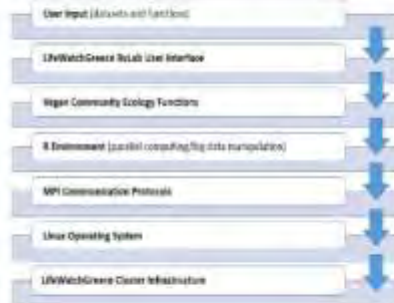 User Input (datasets and functions)
LifeWatchGreece RvLab User Interface
Vegan Community Ecology Functions
R Environment (parallel computing/big data manipulation)
MPI Communication Protocols
Linux Operating System
LifeWatchGreece Cluster Infrastructure